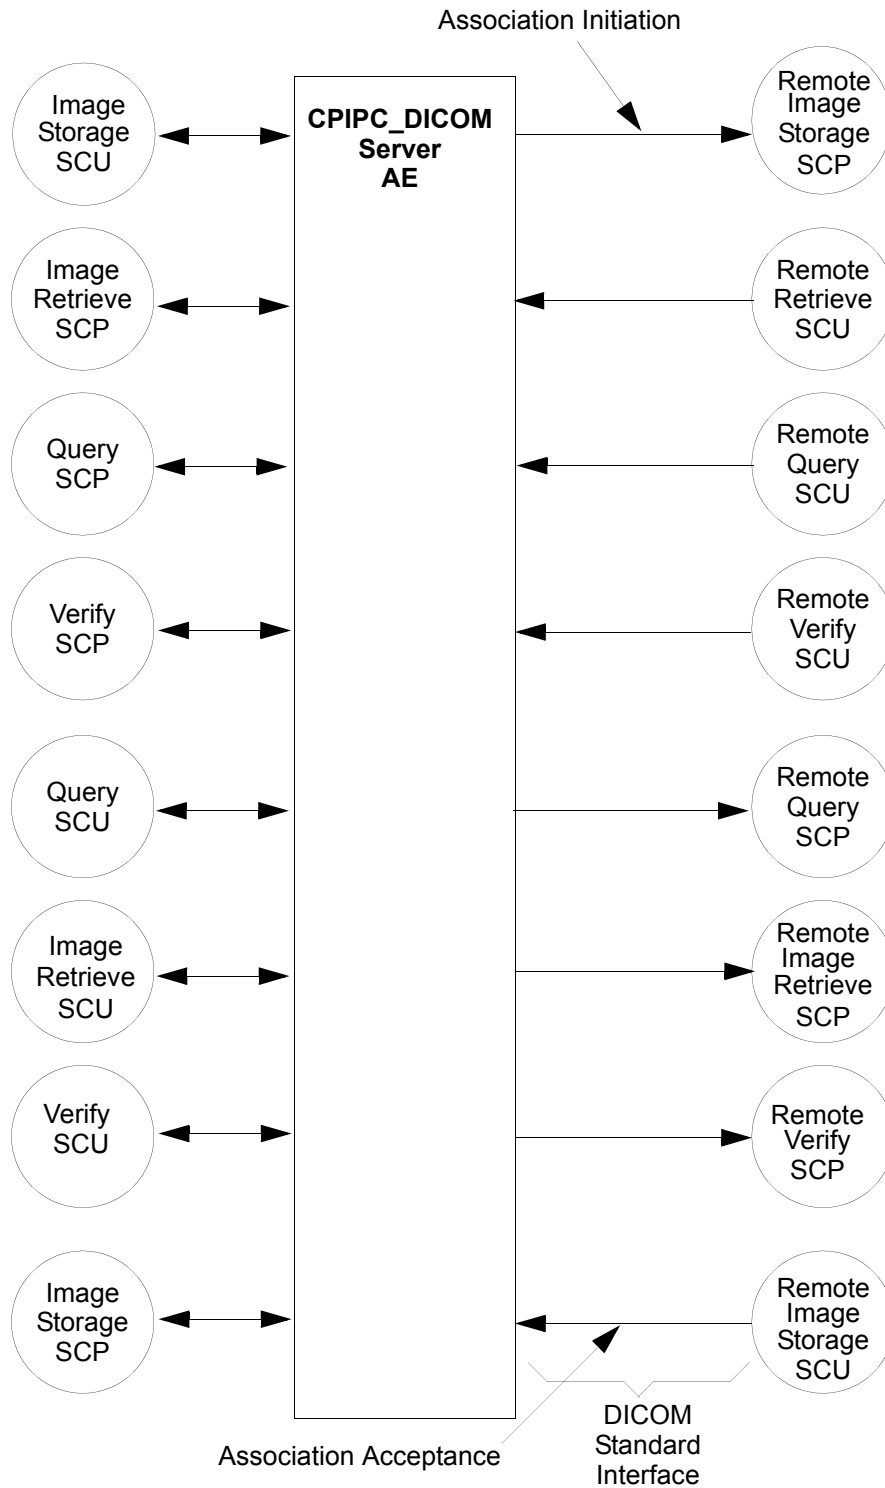 Association Initiation
Image
Storage
SCU
CPIPC_DICOM
Server
AE
Remote
Image
Storage
SCP
Image
Retrieve
SCP
Remote
Retrieve
SCU
Query
SCP
Remote
Query
SCU
Verify
SCP
Remote
Verify
SCU
Query
SCU
Remote
Query
SCP
Image
Retrieve
SCU
Remote
Image
Retrieve
SCP
Verify
SCU
Remote
Verify
SCP
Image
Storage
SCP
Remote
Image
Storage
SCU
Association Acceptance
DICOM
Standard
Interface